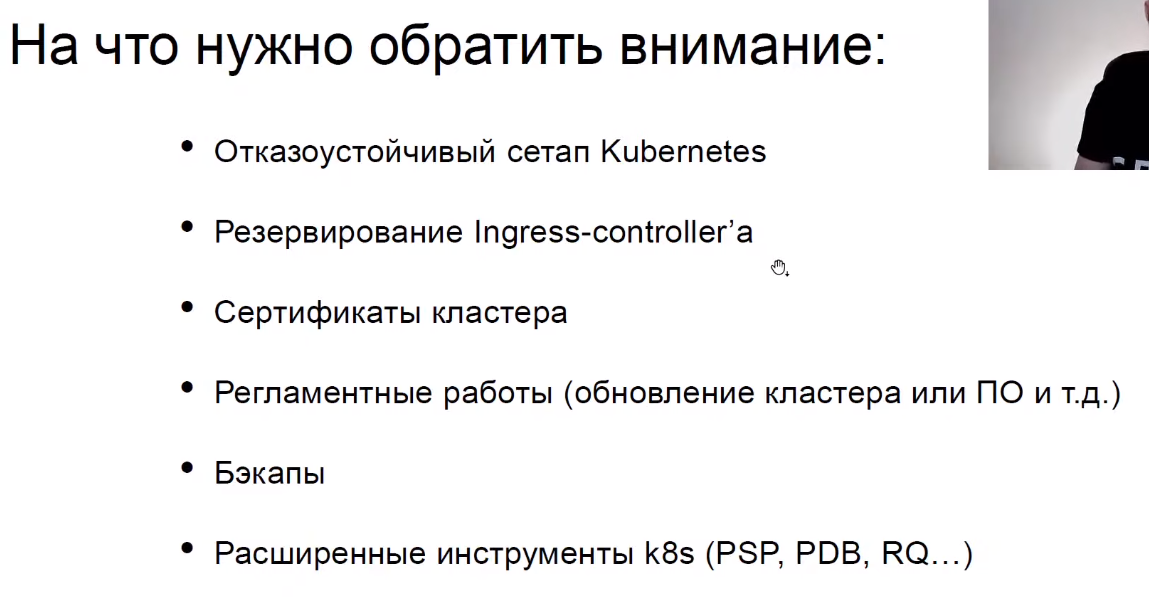 На что нужно обратить внимание:
• Отказоустойчивый сетап Kubernetes
• Резервирование Ingress-controller’а
• Сертификаты кластера
• Регламентные работы (обновление кластера или ПО и т.д.)
• Бэкапы
• Расширенные инструменты k8s (PSP, PDB, RQ…)